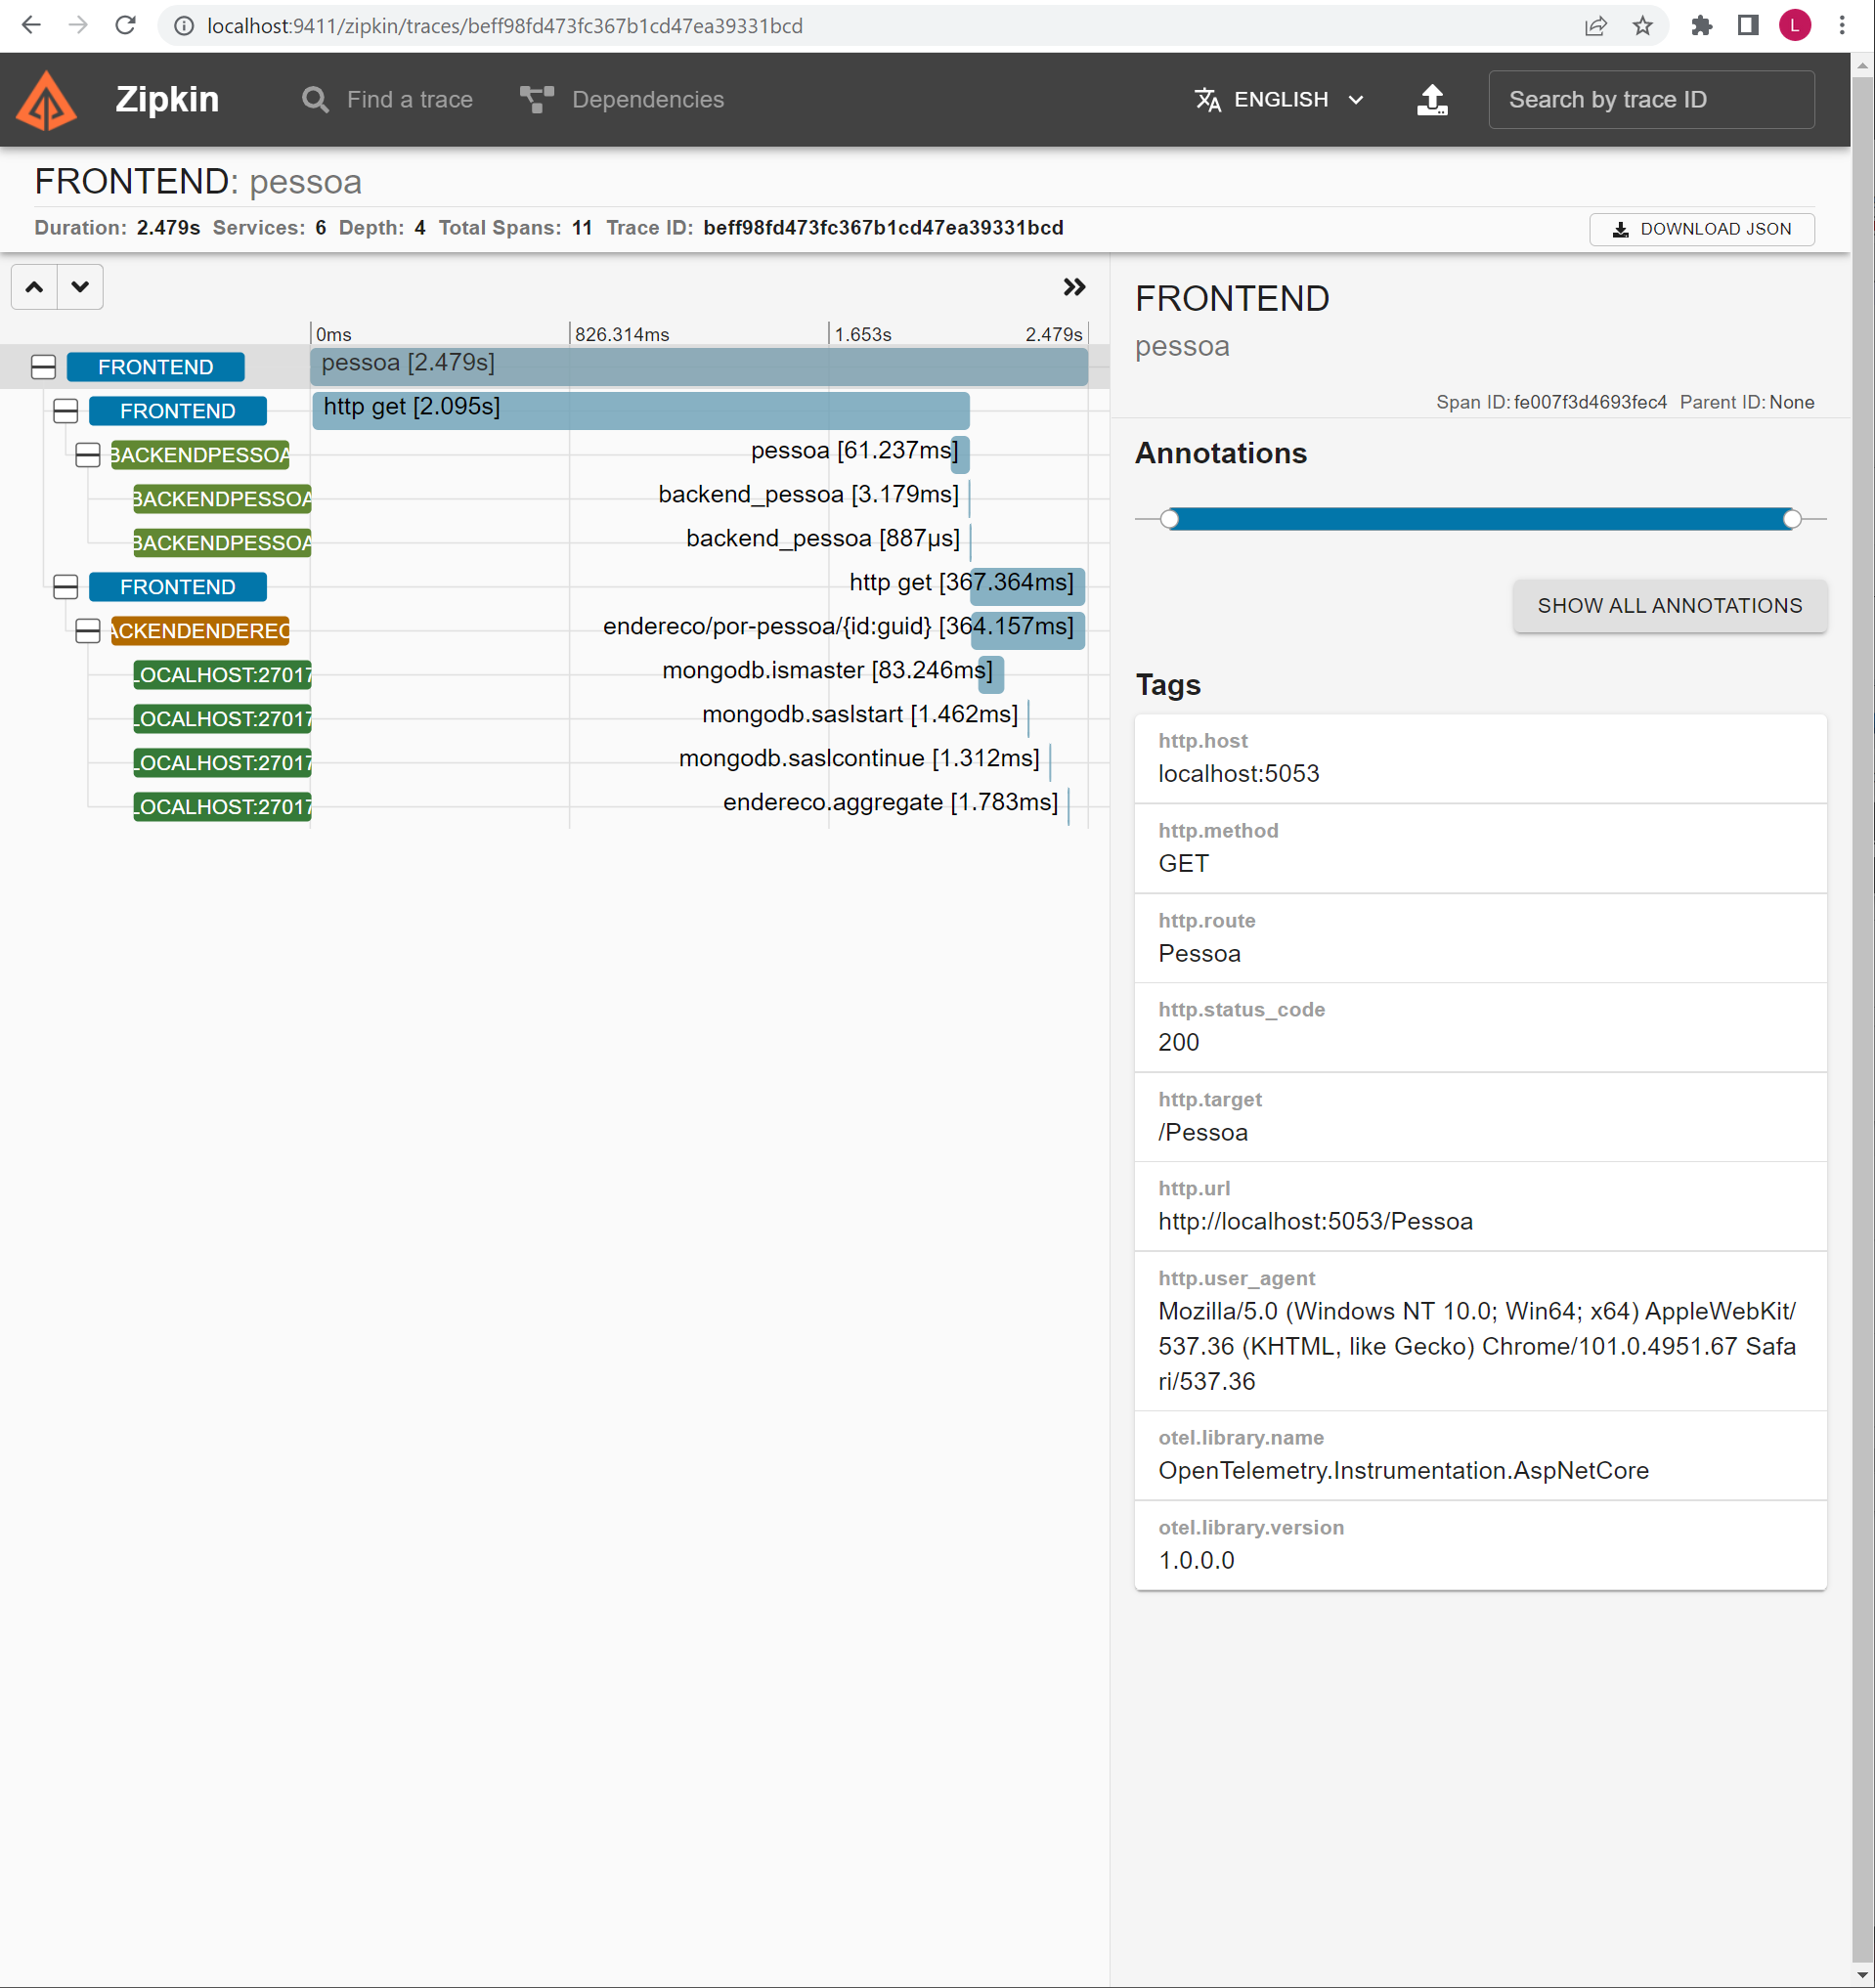 localhost:9411/zipkin/traces/beff98fd473fc367b1cd47ea39331bcd
L
Zipkin
Find a trace
Dependencies
ENGLISH
Search by trace ID
FRONTEND: pessoa
Duration: 2.479s Services: 6 Depth: 4 Total Spans: 11 Trace ID: beff98fd473fc367b1cd47ea39331bcd
DOWNLOAD JSON
0ms 826.314ms 1.653s 2.479s
FRONTEND pessoa [2.479s]
FRONTEND http get [2.095s]
BACKENDPESSOA pessoa [61.237ms]
BACKENDPESSOA backend_pessoa [3.179ms]
BACKENDPESSOA backend_pessoa [887µs]
FRONTEND http get [367.364ms]
ACKENDENDEREC endereco/por-pessoa/{id:guid} [364.157ms]
LOCALHOST:27017 mongodb.ismaster [83.246ms]
LOCALHOST:27017 mongodb.saslstart [1.462ms]
LOCALHOST:27017 mongodb.saslcontinue [1.312ms]
LOCALHOST:27017 endereco.aggregate [1.783ms]
FRONTEND
pessoa
Span ID: fe007f3d4693fec4 Parent ID: None
Annotations
SHOW ALL ANNOTATIONS
Tags
http.host
localhost:5053
http.method
GET
http.route
Pessoa
http.status_code
200
http.target
/Pessoa
http.url
http://localhost:5053/Pessoa
http.user_agent
Mozilla/5.0 (Windows NT 10.0; Win64; x64) AppleWebKit/
537.36 (KHTML, like Gecko) Chrome/101.0.4951.67 Safa
ri/537.36
otel.library.name
OpenTelemetry.Instrumentation.AspNetCore
otel.library.version
1.0.0.0